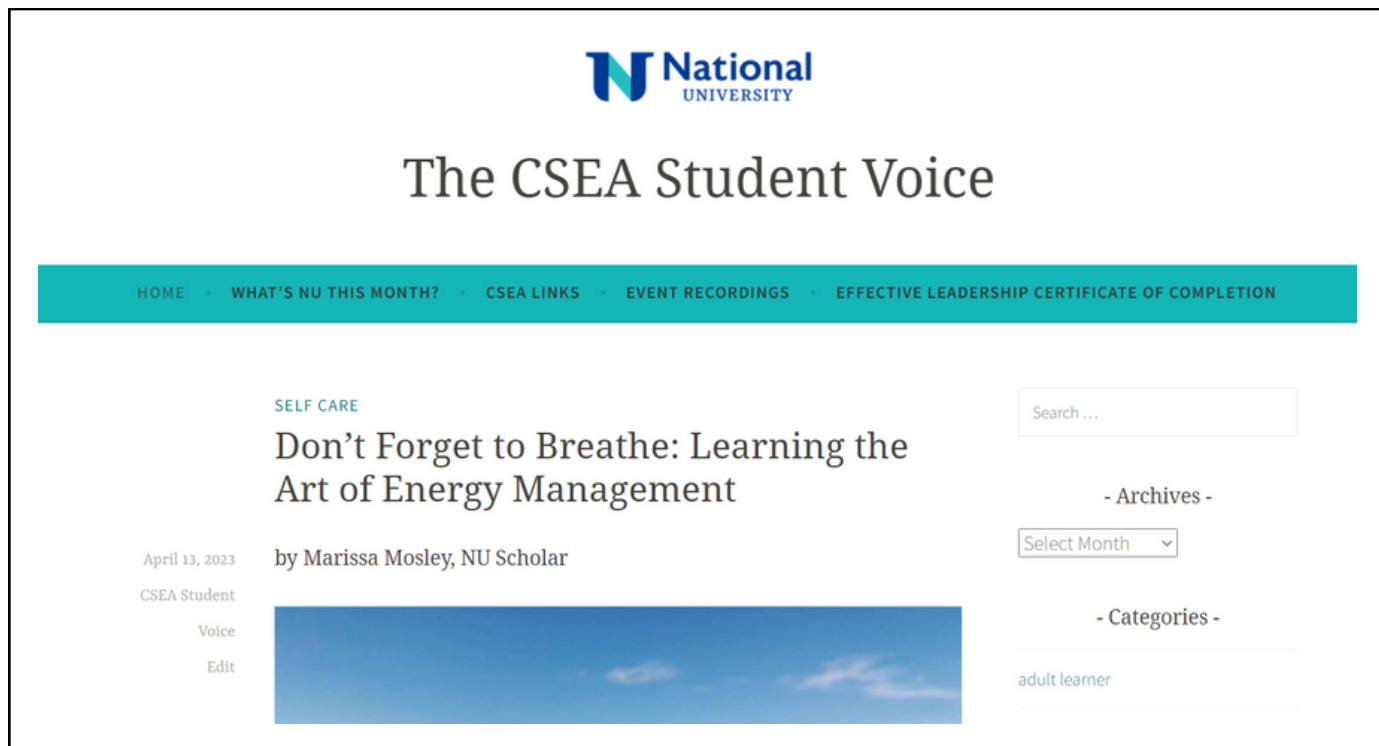 National
UNIVERSITY
The CSEA Student Voice
HOME · WHAT'S NU THIS MONTH? · CSEA LINKS · EVENT RECORDINGS · EFFECTIVE LEADERSHIP CERTIFICATE OF COMPLETION
SELF CARE
Don't Forget to Breathe: Learning the
Art of Energy Management
by Marissa Mosley, NU Scholar
April 13, 2023
CSEA Student
Voice
Edit
Search ...
- Archives -
Select Month
- Categories -
adult learner